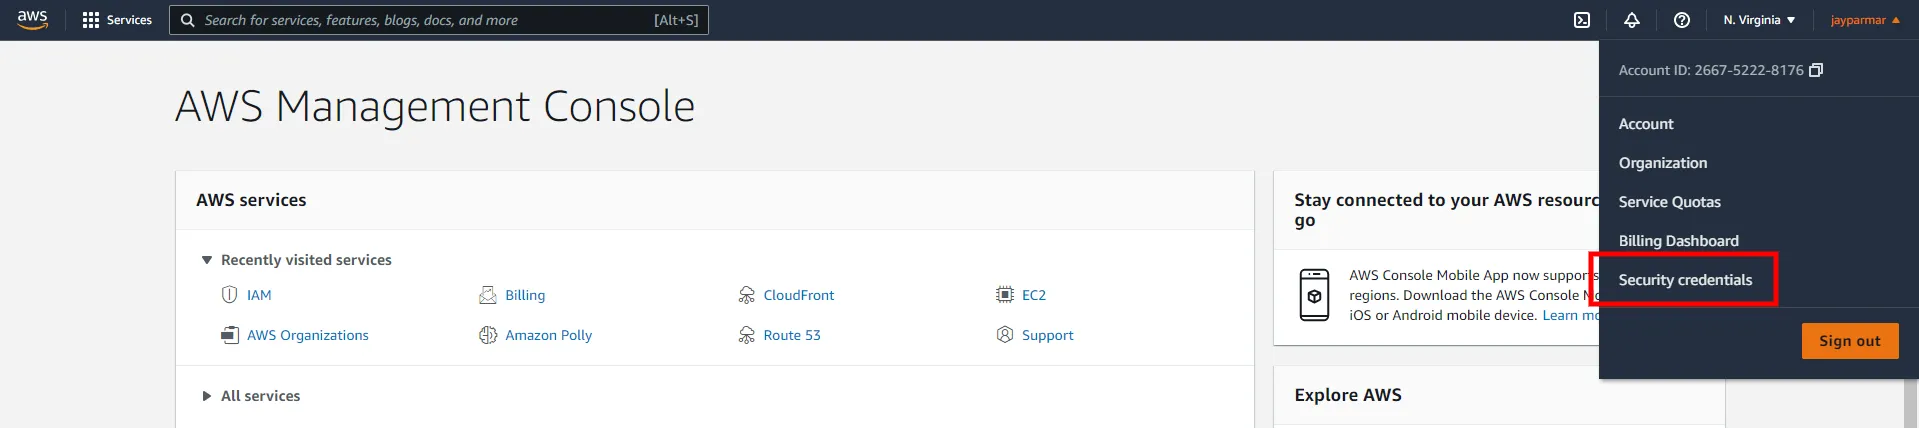 aws
Services
Search for services, features, blogs, docs, and more [Alt+S]
N. Virginia
jayparmar
Account ID: 2667-5222-8176
AWS Management Console
Account
Organization
Service Quotas
Billing Dashboard
Security credentials
Sign out
AWS services
Recently visited services
IAM
Billing
CloudFront
EC2
AWS Organizations
Amazon Polly
Route 53
Support
All services
Stay connected to your AWS
go
AWS Console Mobile App now
regions. Download the AWS Console
iOS or Android mobile device. Learn
Explore AWS